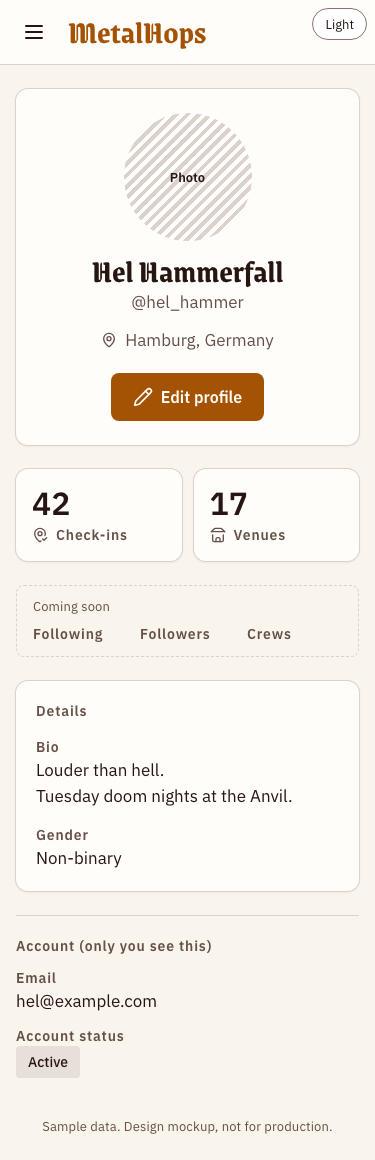 MetalHops
Light
Photo
Hel Hammerfall
@hel_hammer
Hamburg, Germany
Edit profile
42
Check-ins
17
Venues
Coming soon
Following Followers Crews
Details
Bio
Louder than hell.
Tuesday doom nights at the Anvil.
Gender
Non-binary
Account (only you see this)
Email
hel@example.com
Account status
Active
Sample data. Design mockup, not for production.